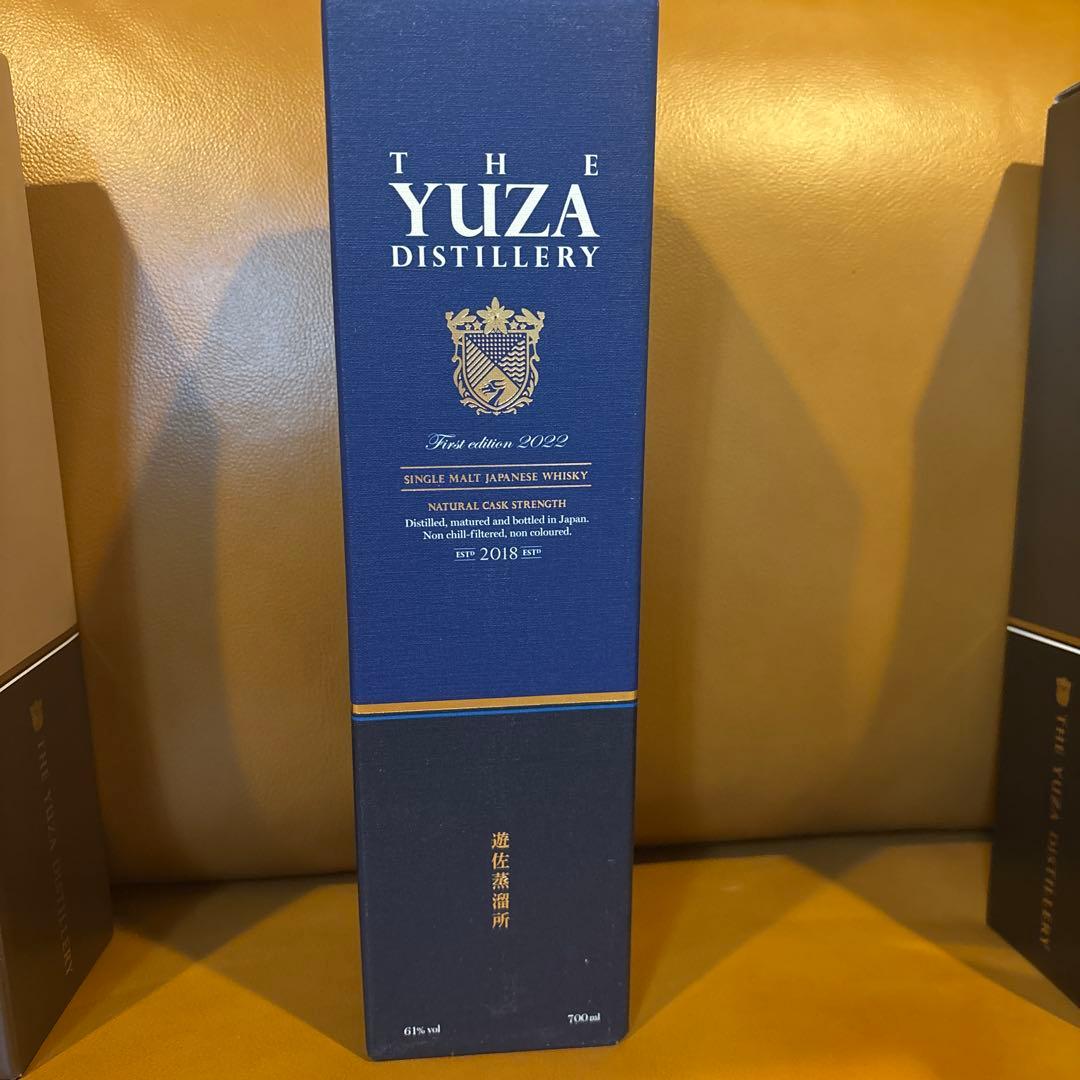 THE
YUZA
DISTILLERY
First edition 2022
SINGLE MALT JAPANESE WHISKY
NATURAL CASK STRENGTH
Distilled, matured and bottled in Japan.
Non chill-filtered, non coloured.
ESTD 2018 ESTD
遊佐蒸溜所
61% vol
700ml
THE YUZA DISTILLERY
THE YUZA DISTILLERY